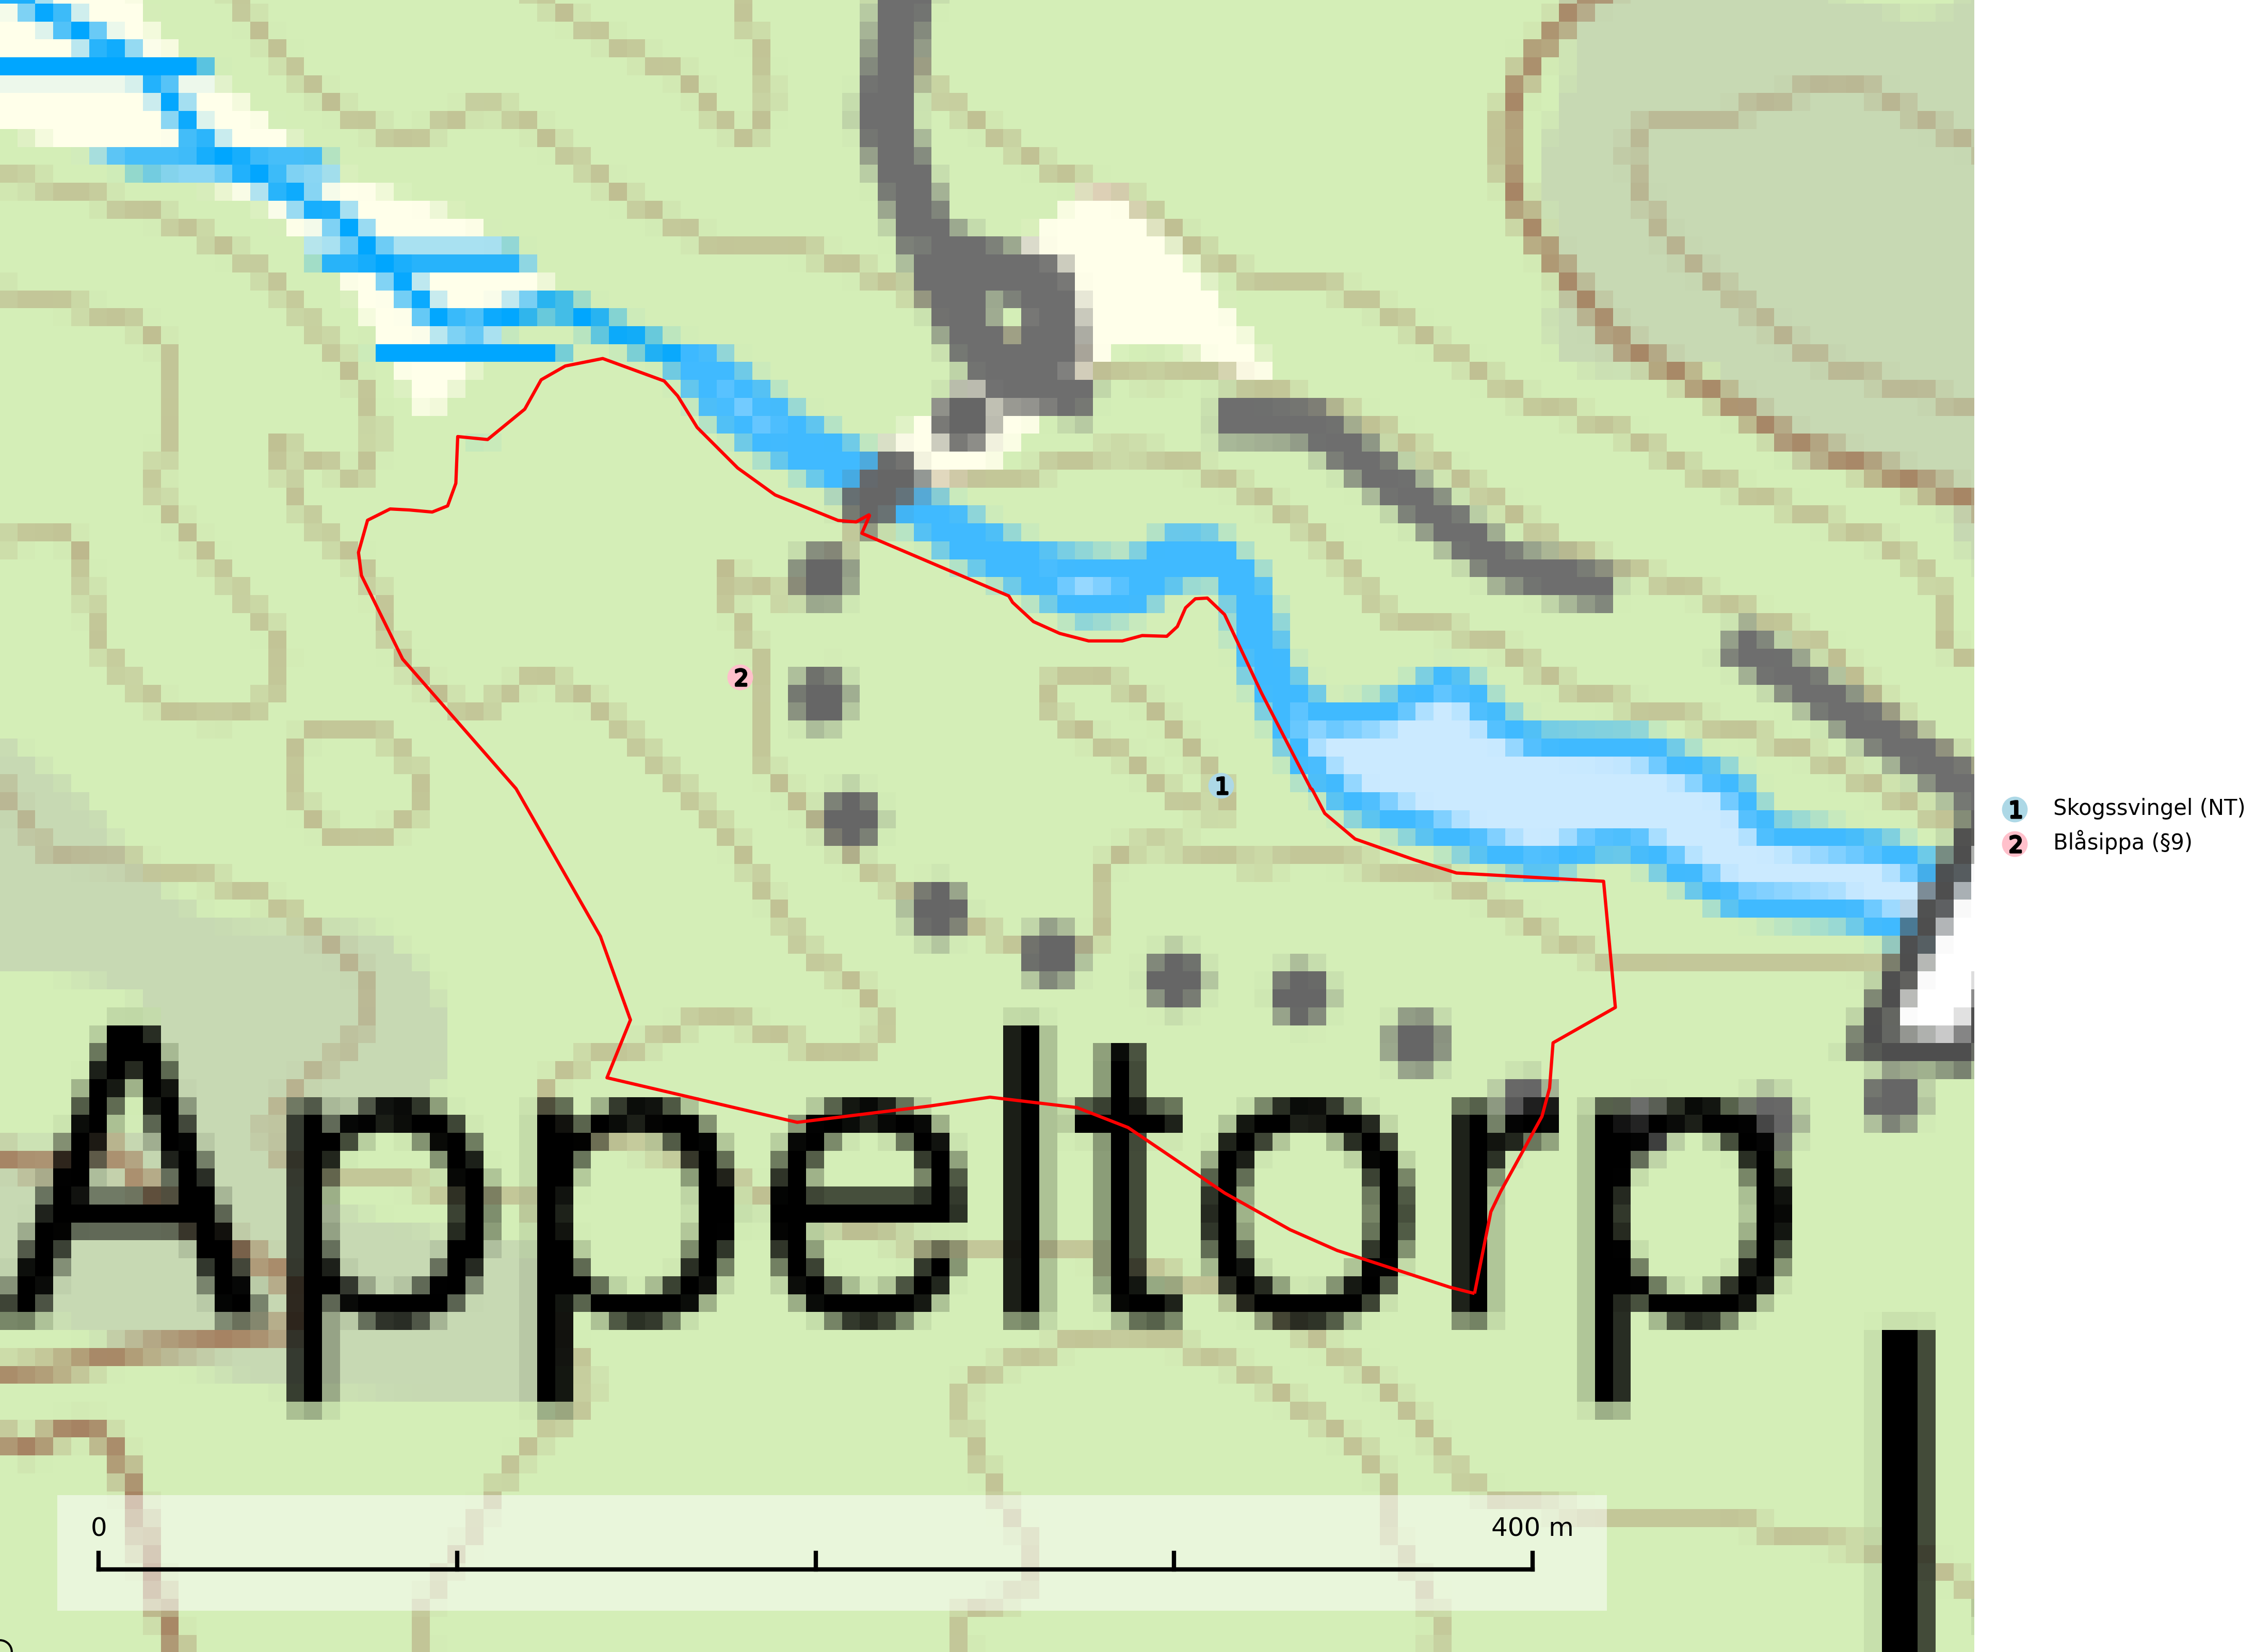 2
1
1 Skogssvingel (NT)
2 Blåsippa (§9)
Appeltorp
0 400 m